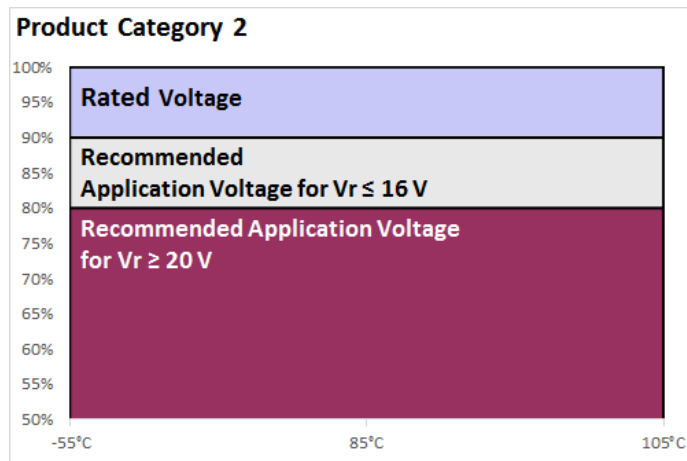 Product Category 2
100%
95%
Rated Voltage
90%
Recommended
85%
Application Voltage for Vr ≤ 16 V
80%
Recommended Application Voltage
75%
for Vr ≥ 20 V
70%
65%
60%
55%
50%
-55°C 85°C 105°C